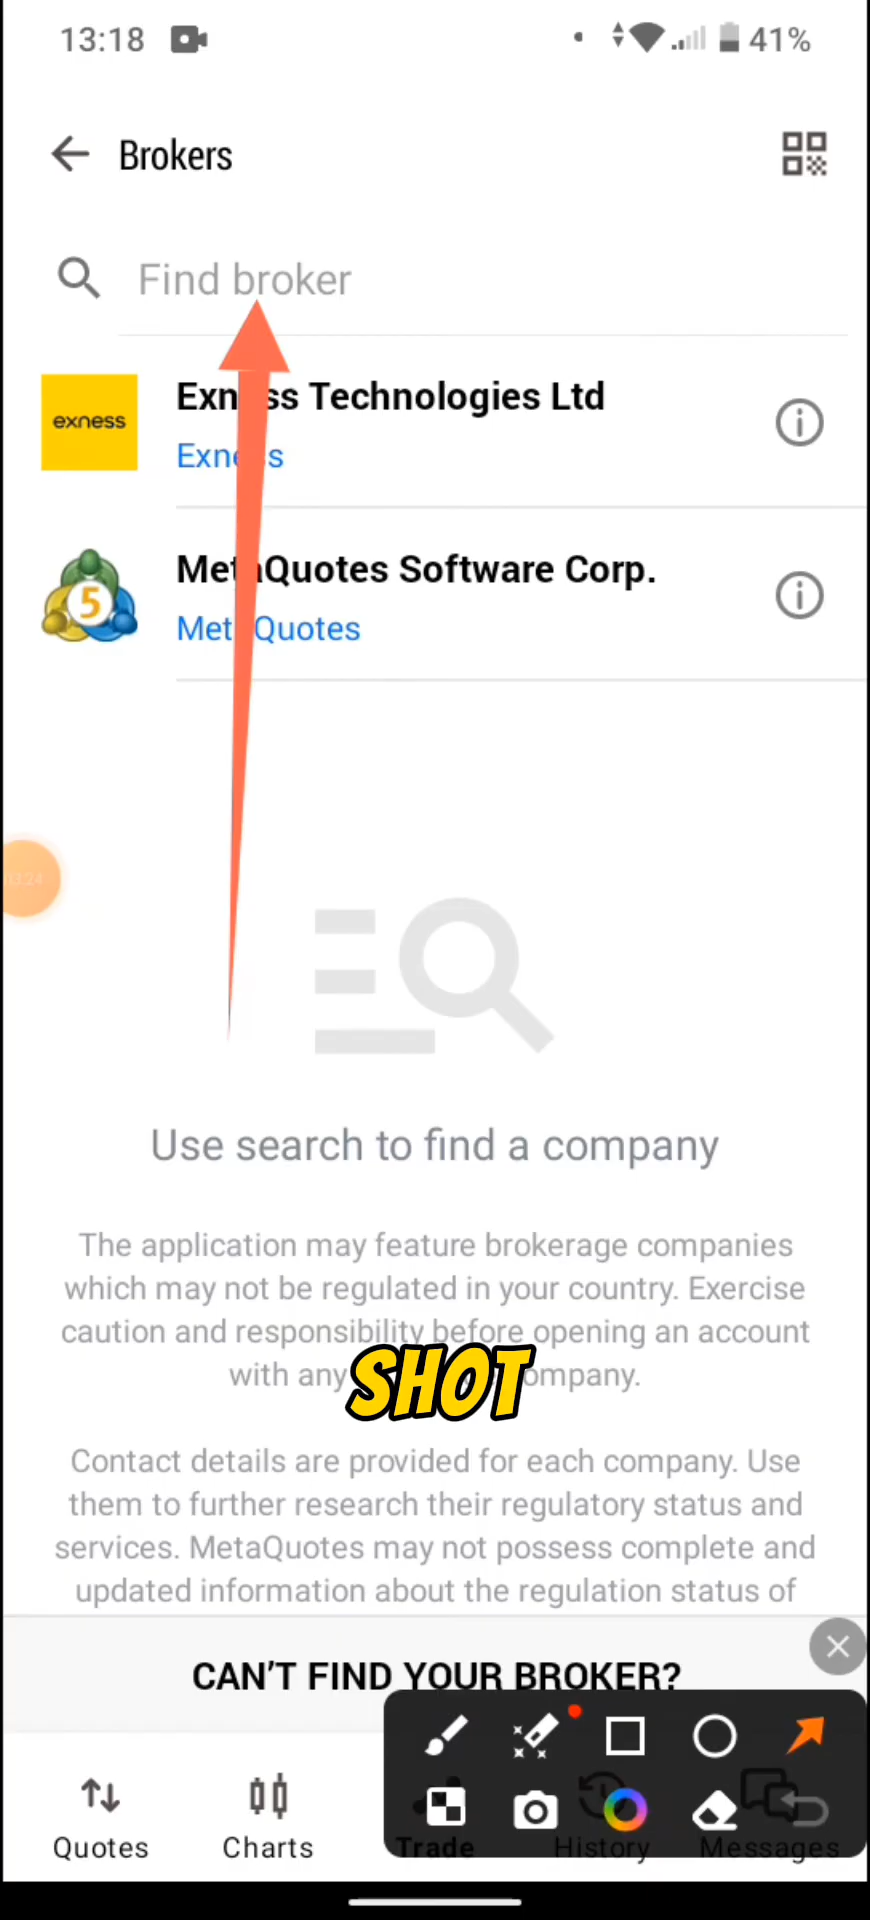 13:18
41%
Brokers
Find broker
exness
Exness Technologies Ltd
Exness
5
MetaQuotes Software Corp.
MetaQuotes
03:24
Use search to find a company
The application may feature brokerage companies
which may not be regulated in your country. Exercise
caution and responsibility before opening an account
with any company.
SHOT
Contact details are provided for each company. Use
them to further research their regulatory status and
services. MetaQuotes may not possess complete and
updated information about the regulation status of
CAN'T FIND YOUR BROKER?
Quotes
Charts
Trade
History
Messages